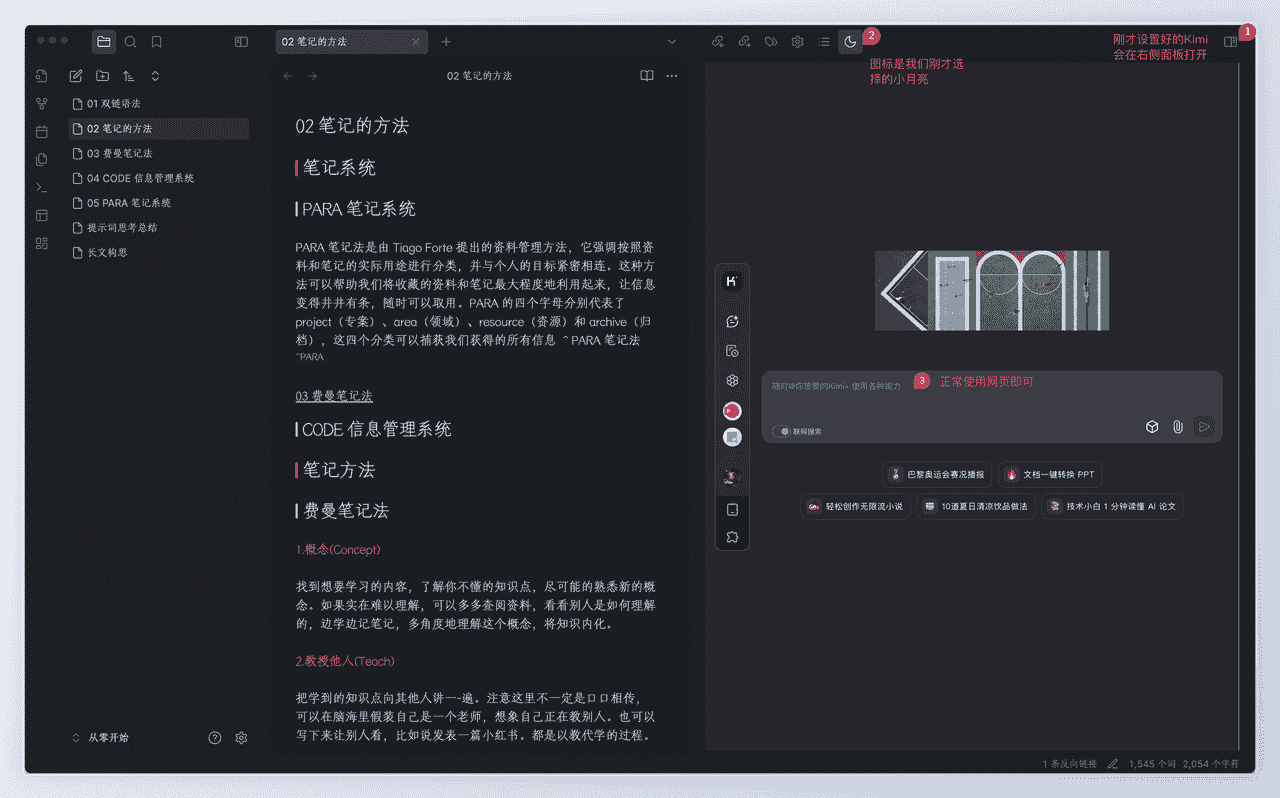 02 笔记的方法
2
刚才设置好的Kimi
会在右侧面板打开
1
图标是我们刚才选
择的小月亮
02 笔记的方法
01 双链语法
02 笔记的方法
03 费曼笔记法
04 CODE 信息管理系统
05 PARA 笔记系统
提示词思考总结
长文构思
从零开始
02 笔记的方法
笔记系统
PARA 笔记系统
PARA 笔记法是由 Tiago Forte 提出的资料管理方法，它强调按照资
料和笔记的实际用途进行分类，并与个人的目标紧密相连。这种方
法可以帮助我们将收藏的资料和笔记最大程度地利用起来，让信息
变得井井有条，随时可以取用。PARA 的四个字母分别代表了
project（专案）、area（领域）、resource（资源）和 archive（归
档），这四个分类可以捕获我们获得的所有信息 ^ PARA 笔记法
^PARA
03 费曼笔记法
CODE 信息管理系统
笔记方法
费曼笔记法
1.概念(Concept)
找到想要学习的内容，了解你不懂的知识点，尽可能的熟悉新的概
念。如果实在难以理解，可以多多查阅资料，看看别人是如何理解
的，边学边记笔记，多角度地理解这个概念，将知识内化。
2.教授他人(Teach)
把学到的知识点向其他人讲一遍。注意这里不一定是口口相传，
可以在脑海里假装自己是一个老师，想象自己正在教别人。也可以
写下来让别人看，比如说发表一篇小红书。都是以教代学的过程。
K
随时@你想要的Kimi+ 使用各种能力
3
正常使用网页即可
联网搜索
巴黎奥运会赛况播报
文档一键转换 PPT
轻松创作无限流小说
10道夏日清凉饮品做法
技术小白 1 分钟读懂 AI 论文
1 条反向链接
1,545 个词
2,054 个字符